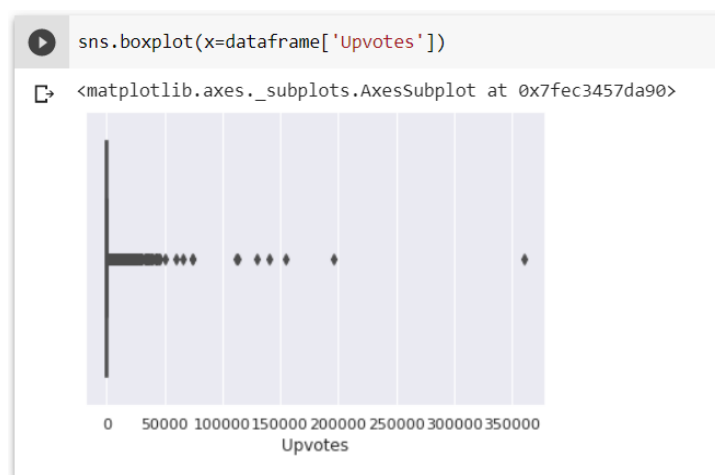 sns.boxplot(x=dataframe['Upvotes'])
<matplotlib.axes._subplots.AxesSubplot at 0x7fec3457da90>
0 50000 100000 150000 200000 250000 300000 350000
Upvotes